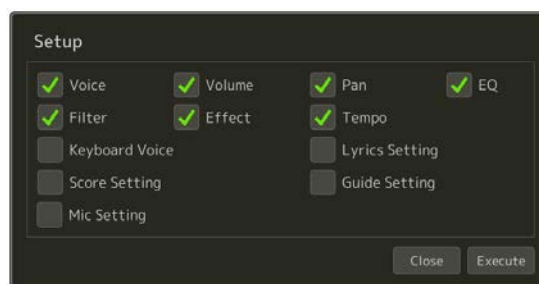 Setup
Voice Volume Pan EQ
Filter Effect Tempo
Keyboard Voice Lyrics Setting
Score Setting Guide Setting
Mic Setting
Close Execute